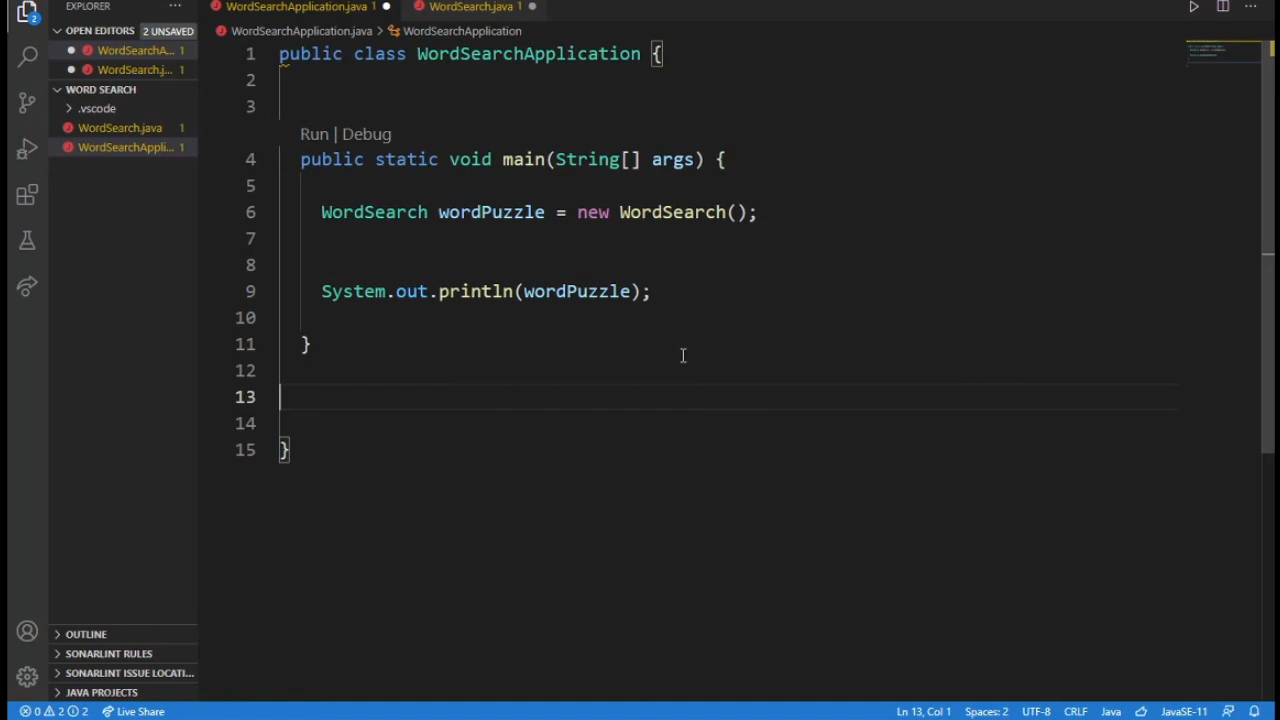 EXPLORER ···
WordSearchApplication.java 1
WordSearch.java 1
···
2
OPEN EDITORS 2 UNSAVED
WordSearchA... 1
WordSearch.j... 1
WORD SEARCH
.vscode
WordSearch.java 1
WordSearchAppli... 1
WordSearchApplication.java > WordSearchApplication
1 public class WordSearchApplication {
2
3
Run | Debug
4 public static void main(String[] args) {
5
6 WordSearch wordPuzzle = new WordSearch();
7
8
9 System.out.println(wordPuzzle);
10
11 }
12
13
14
15 }
OUTLINE
SONARLINT RULES
SONARLINT ISSUE LOCATI...
JAVA PROJECTS
0 2 2 Live Share
Ln 13, Col 1 Spaces: 2 UTF-8 CRLF Java JavaSE-11